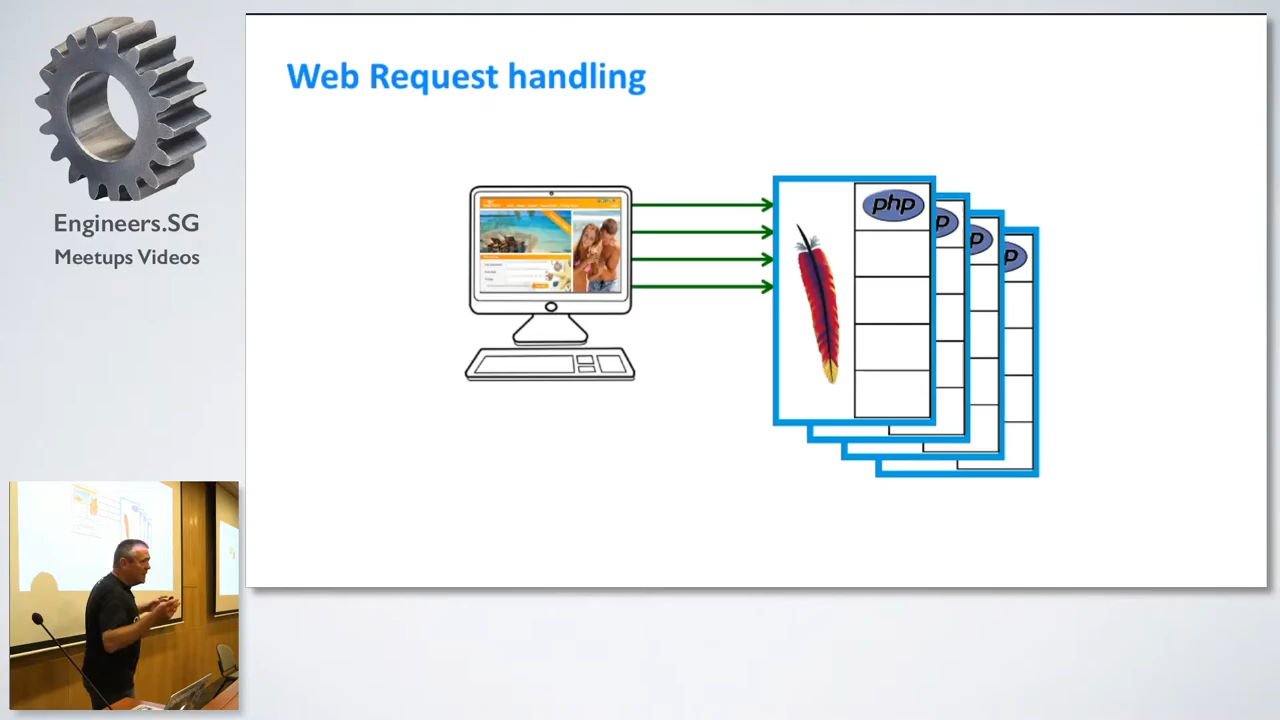 Engineers.SG
Meetups Videos
Web Request handling
php
p
p
p